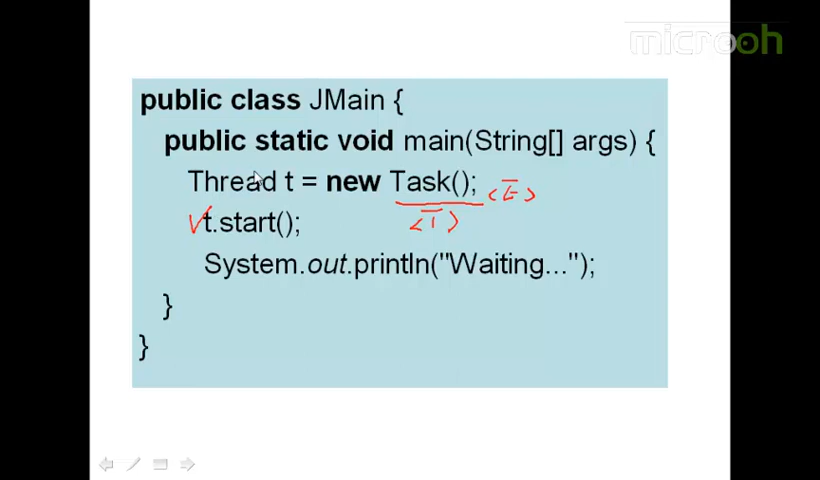 microoh
public class JMain {
public static void main(String[] args) {
Thread t = new Task(); <E>
t.start(); <I>
System.out.println("Waiting...");
}
}